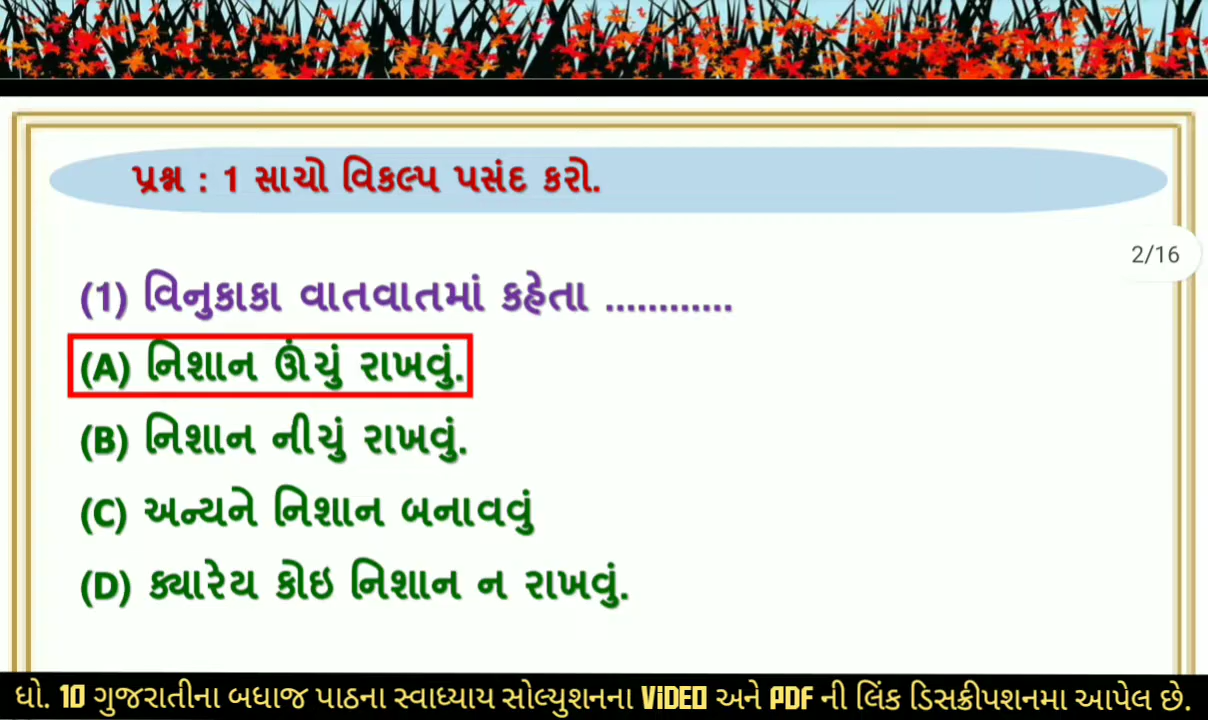 પ્રશ્ન : 1 સાચો વિકલ્પ પસંદ કરો.
2/16
(1) વિનુકાકા વાતવાતમાં કહેતા ............
(A) નિશાન ઊંચું રાખવું.
(B) નિશાન નીચું રાખવું.
(C) અન્યને નિશાન બનાવવું
(D) ક્યારેય કોઇ નિશાન ન રાખવું.
ધો. 10 ગુજરાતીના બધાજ પાઠના સ્વાધ્યાય સોલ્યુશનના ViDEO અને PDF ની લિંક ડિસક્રીપશનમા આપેલ છે.